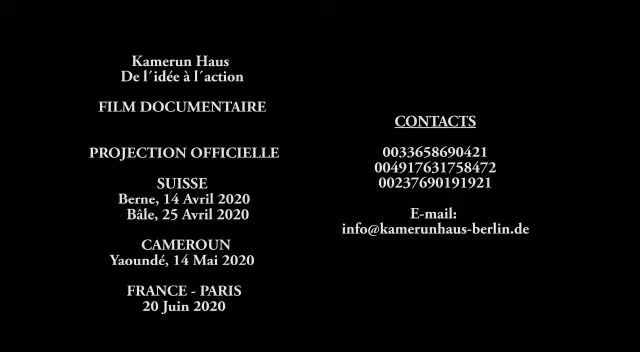 Kamerun Haus
De l´idée à l´action
FILM DOCUMENTAIRE
PROJECTION OFFICIELLE
SUISSE
Berne, 14 Avril 2020
Bâle, 25 Avril 2020
CAMEROUN
Yaoundé, 14 Mai 2020
FRANCE - PARIS
20 Juin 2020
CONTACTS
0033658690421
004917631758472
00237690191921
E-mail:
info@kamerunhaus-berlin.de